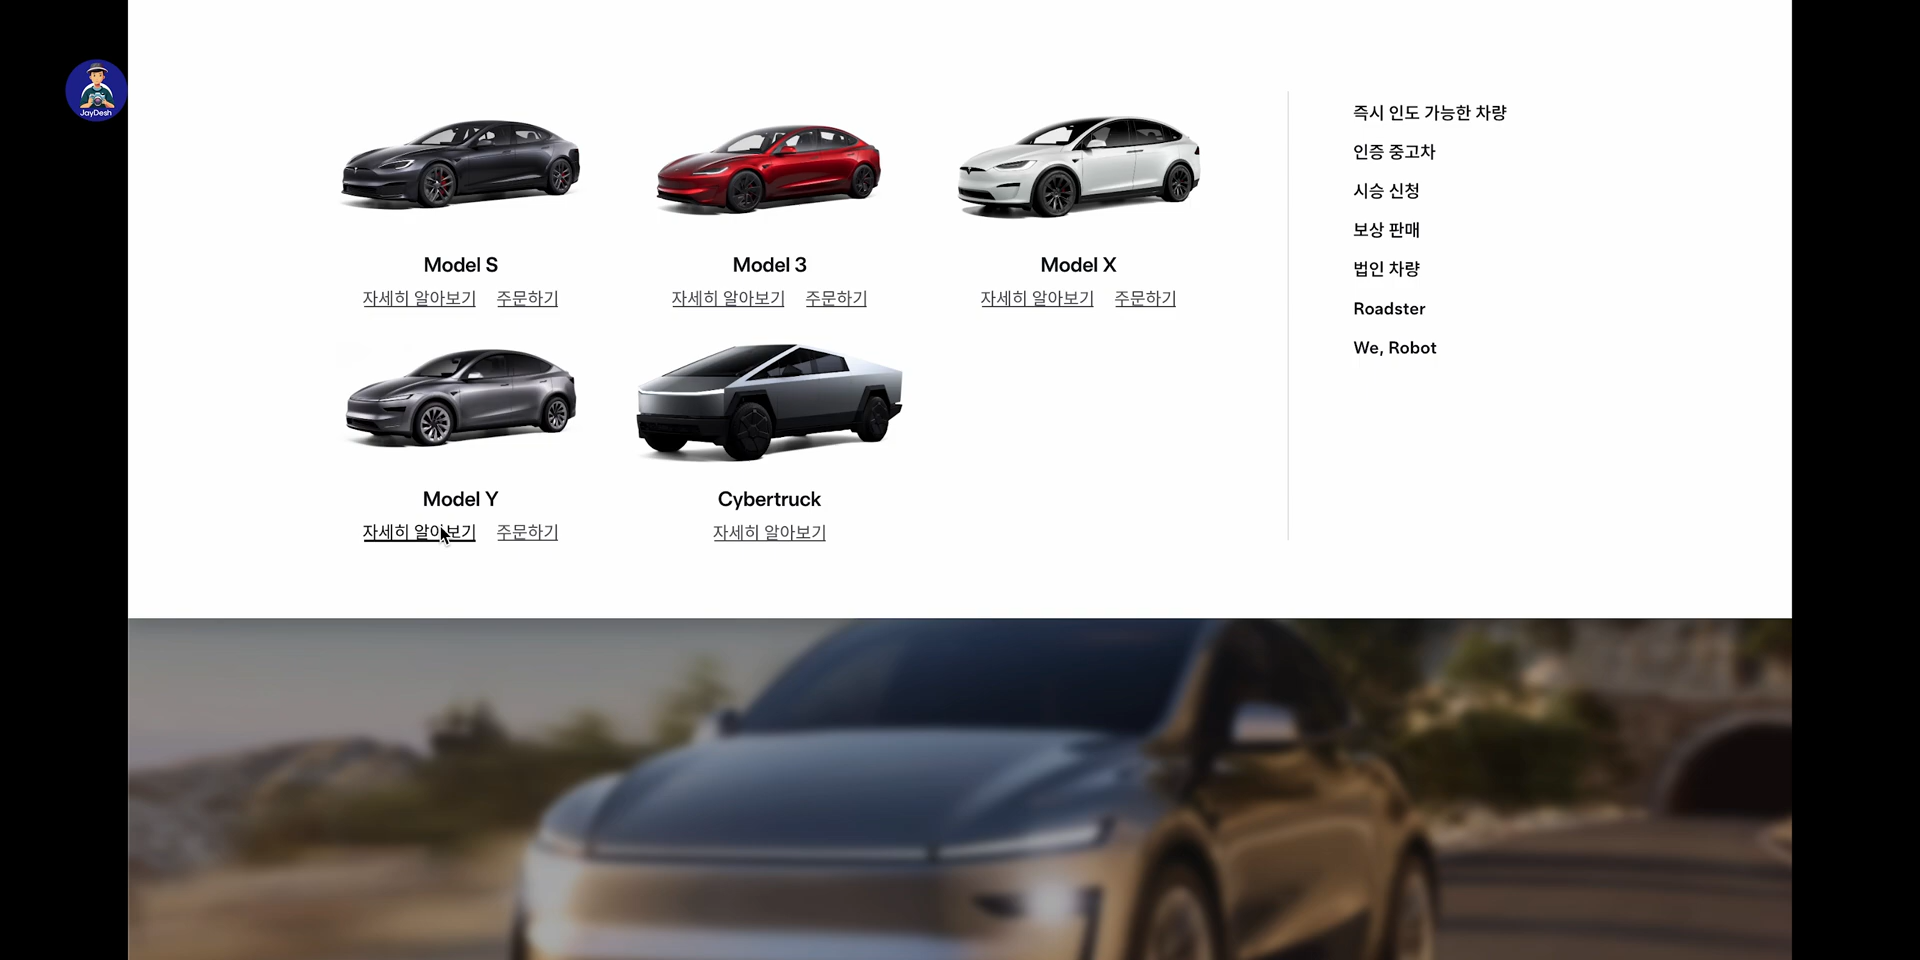 JayDesh
Model S
자세히 알아보기 주문하기
Model 3
자세히 알아보기 주문하기
Model X
자세히 알아보기 주문하기
Model Y
자세히 알아보기 주문하기
Cybertruck
자세히 알아보기
즉시 인도 가능한 차량
인증 중고차
시승 신청
보상 판매
법인 차량
Roadster
We, Robot